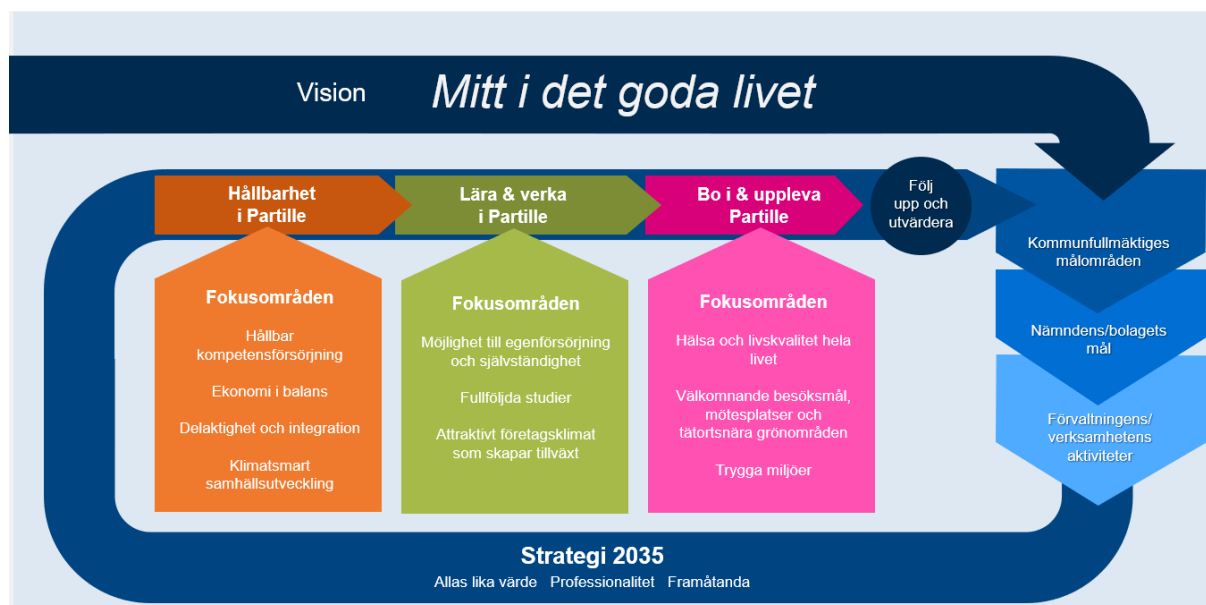 Vision
Mitt i det goda livet
Hållbarhet
i Partille
Lära & verka
i Partille
Bo i & uppleva
Partille
Följ
upp och
utvärdera
Fokusområden
Hållbar
kompetensförsörjning
Ekonomi i balans
Delaktighet och integration
Klimatsmart
samhällsutveckling
Fokusområden
Möjlighet till egenförsörjning
och självständighet
Fullföljda studier
Attraktivt företagsklimat
som skapar tillväxt
Fokusområden
Hälsa och livskvalitet hela
livet
Välkomnande besöksmål,
mötesplatser och
tätortsnära grönområden
Trygga miljöer
Kommunfullmäktiges
målområden
Nämndens/bolagets
mål
Förvaltningens/
verksamhetens
aktiviteter
Strategi 2035
Allas lika värde Professionalitet Framåtanda